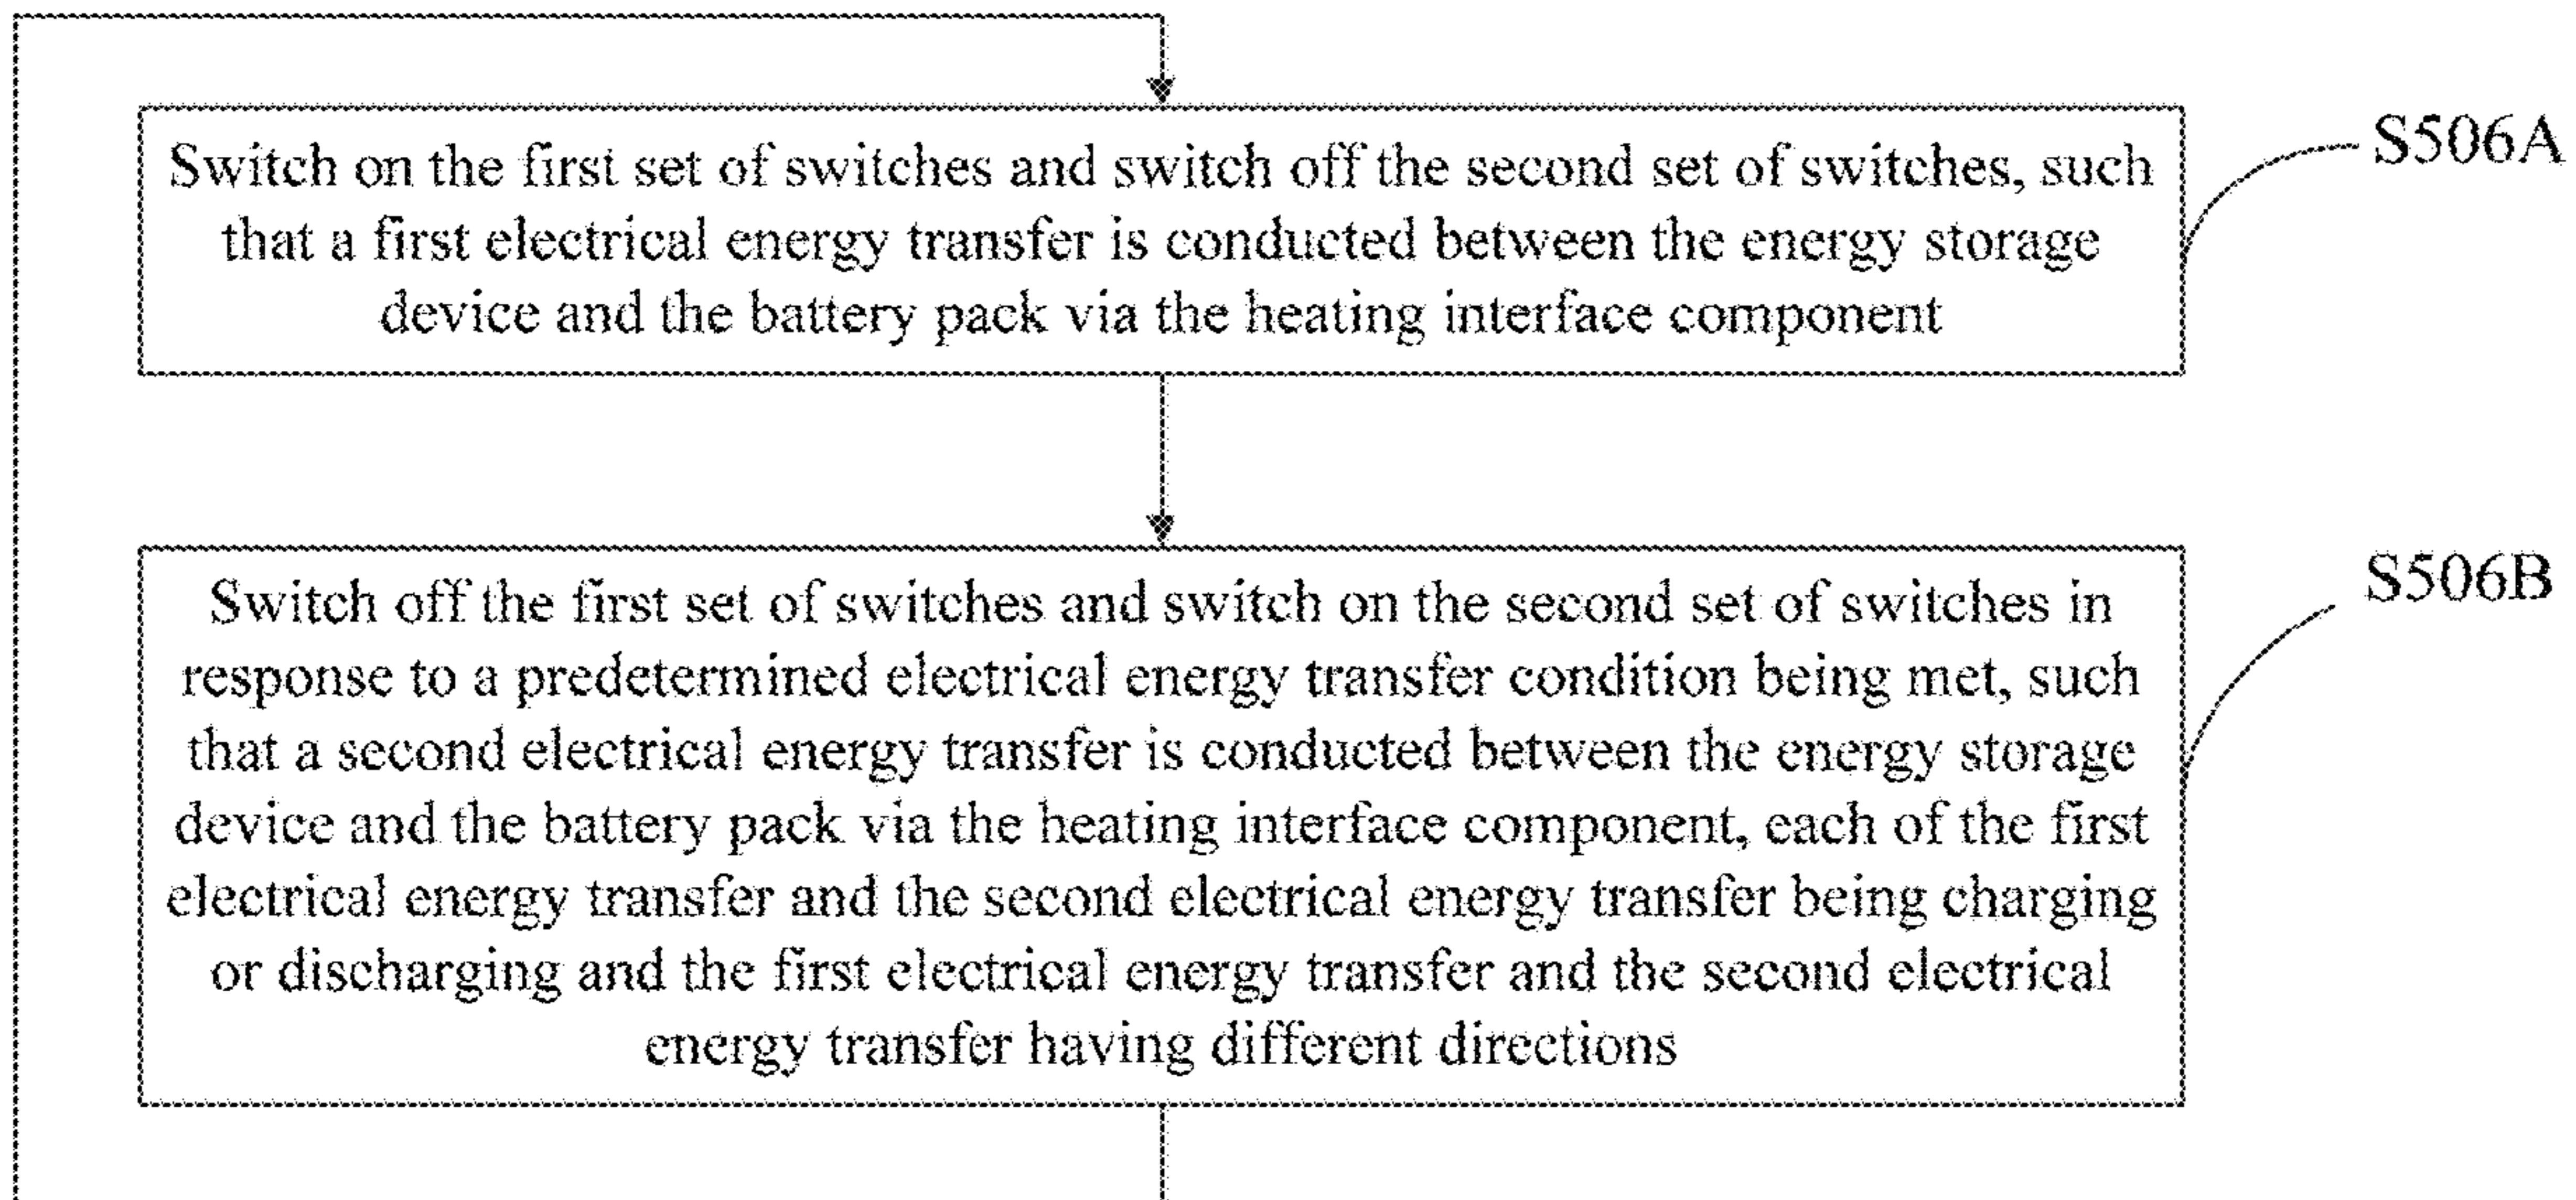 Switch on the first set of switches and switch off the second set of switches, such
that a first electrical energy transfer is conducted between the energy storage
device and the battery pack via the heating interface component
S506A
Switch off the first set of switches and switch on the second set of switches in
response to a predetermined electrical energy transfer condition being met, such
that a second electrical energy transfer is conducted between the energy storage
device and the battery pack via the heating interface component, each of the first
electrical energy transfer and the second electrical energy transfer being charging
or discharging and the first electrical energy transfer and the second electrical
energy transfer having different directions
S506B